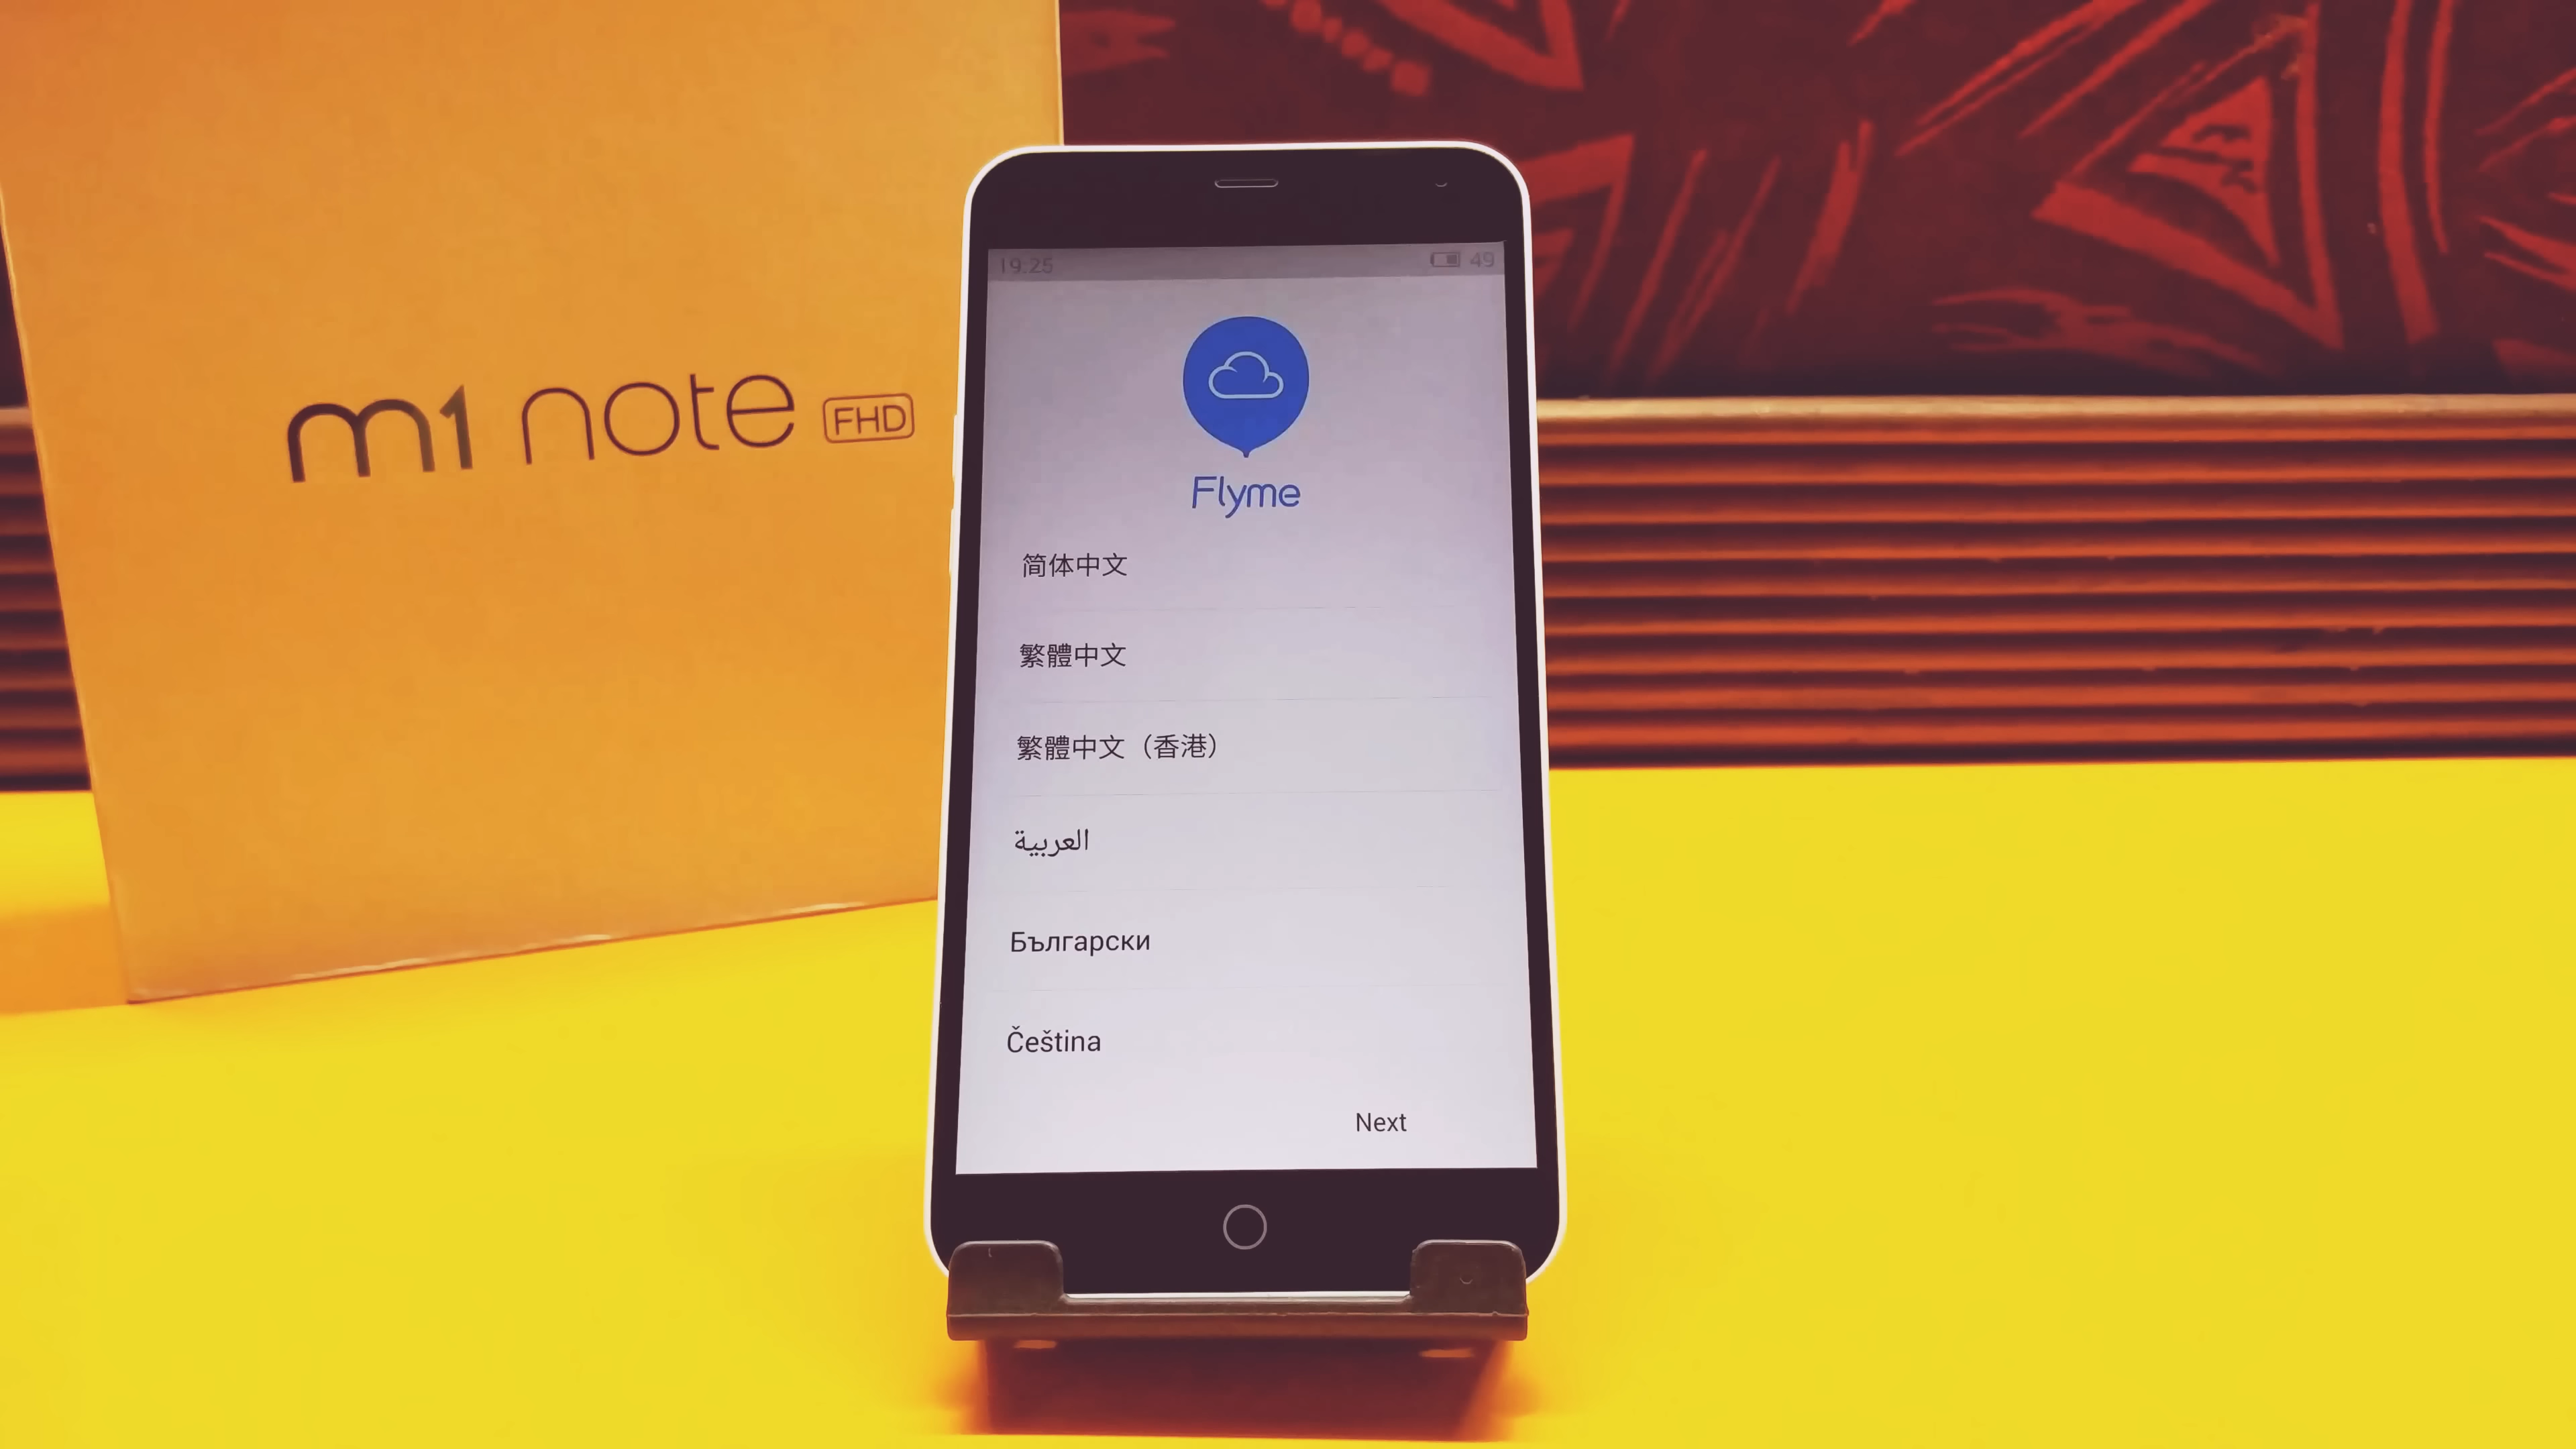 m1 note FHD
19:25 49
Flyme
简体中文
繁體中文
繁體中文（香港）
العربية
Български
Čeština
Next